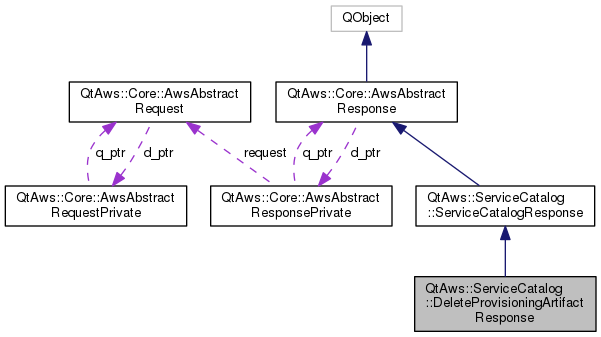 QObject
QtAws::Core::AwsAbstract
Request
QtAws::Core::AwsAbstract
Response
q_ptr
d_ptr
request
q_ptr
d_ptr
QtAws::Core::AwsAbstract
RequestPrivate
QtAws::Core::AwsAbstract
ResponsePrivate
QtAws::ServiceCatalog
::ServiceCatalogResponse
QtAws::ServiceCatalog
::DeleteProvisioningArtifact
Response